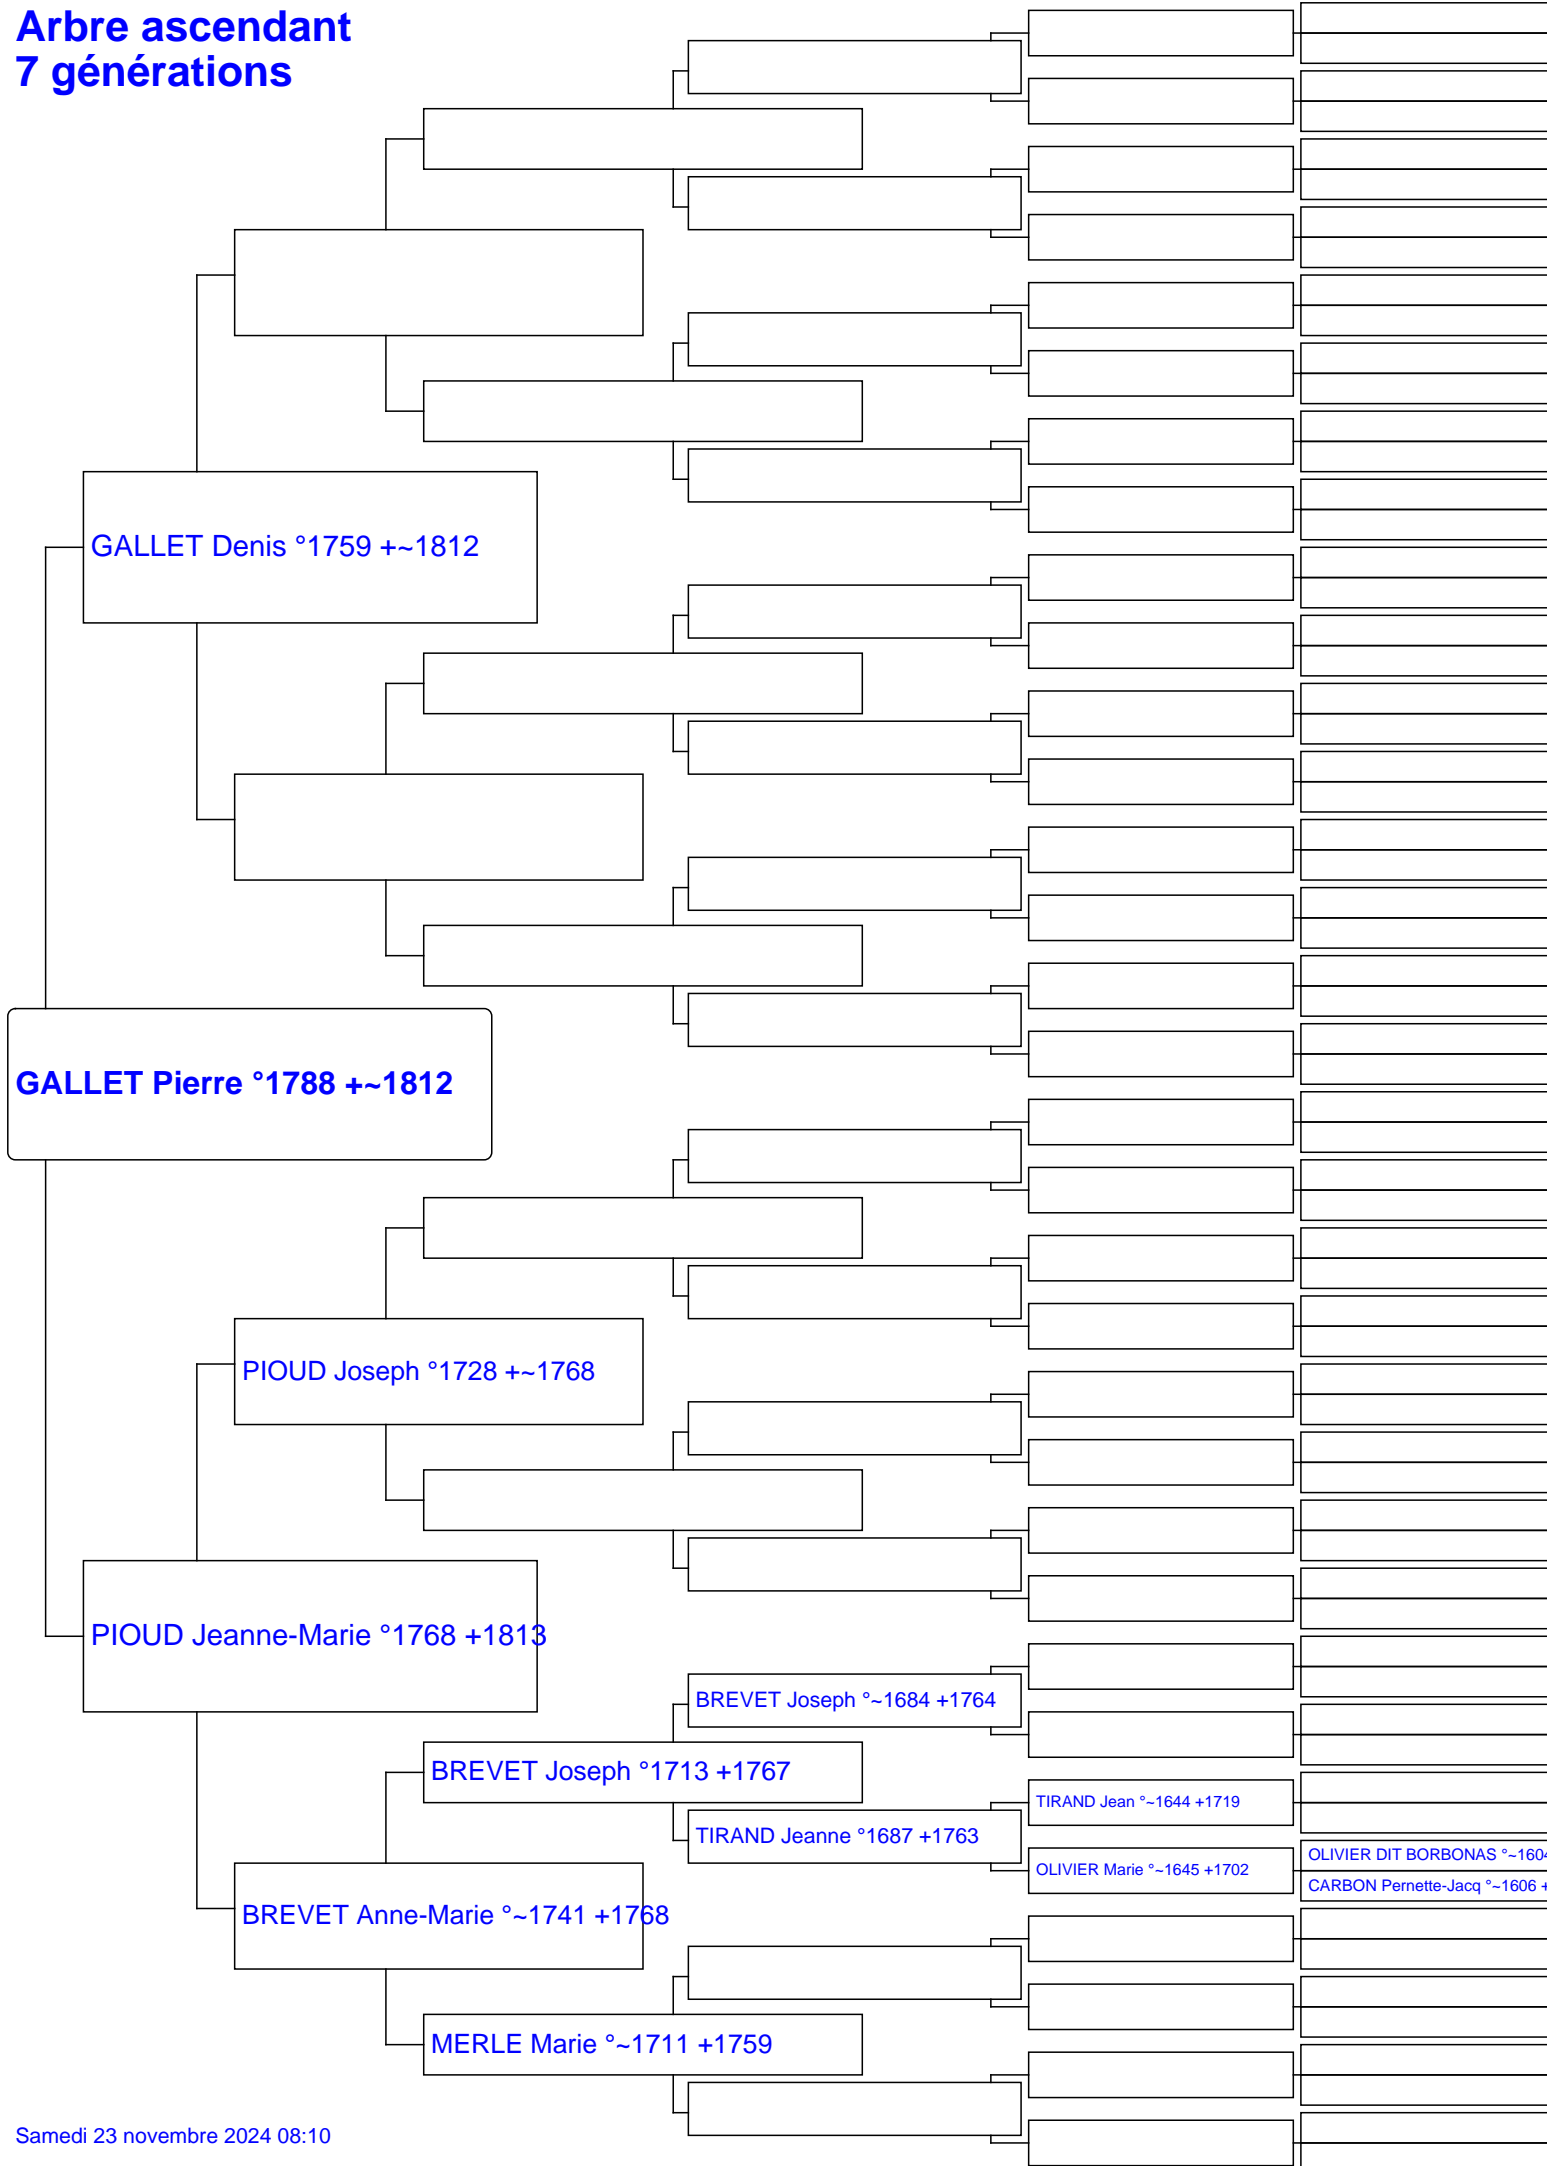 Arbre ascendant
7 générations
GALLET Denis °1759 +~1812
GALLET Pierre °1788 +~1812
PIOUD Joseph °1728 +~1768
PIOUD Jeanne-Marie °1768 +1813
BREVET Joseph °~1684 +1764
BREVET Joseph °1713 +1767
TIRAND Jean °~1644 +1719
TIRAND Jeanne °1687 +1763
OLIVIER DIT BORBONAS °~1604
OLIVIER Marie °~1645 +1702
CARBON Pernette-Jacq °~1606 +
BREVET Anne-Marie °~1741 +1768
MERLE Marie °~1711 +1759
Samedi 23 novembre 2024 08:10